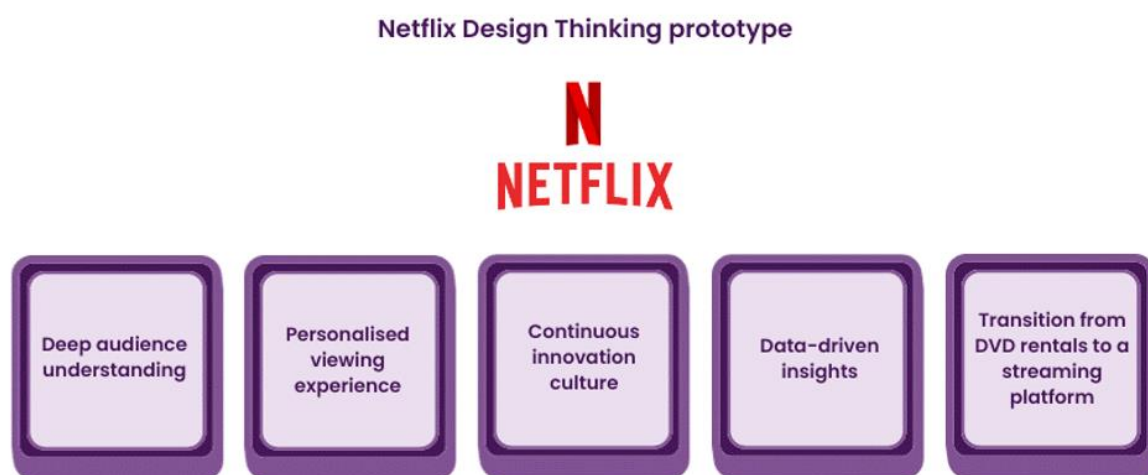 Netflix Design Thinking prototype
N
NETFLIX
Deep audience
understanding
Personalised
viewing
experience
Continuous
innovation
culture
Data-driven
insights
Transition from
DVD rentals to a
streaming
platform